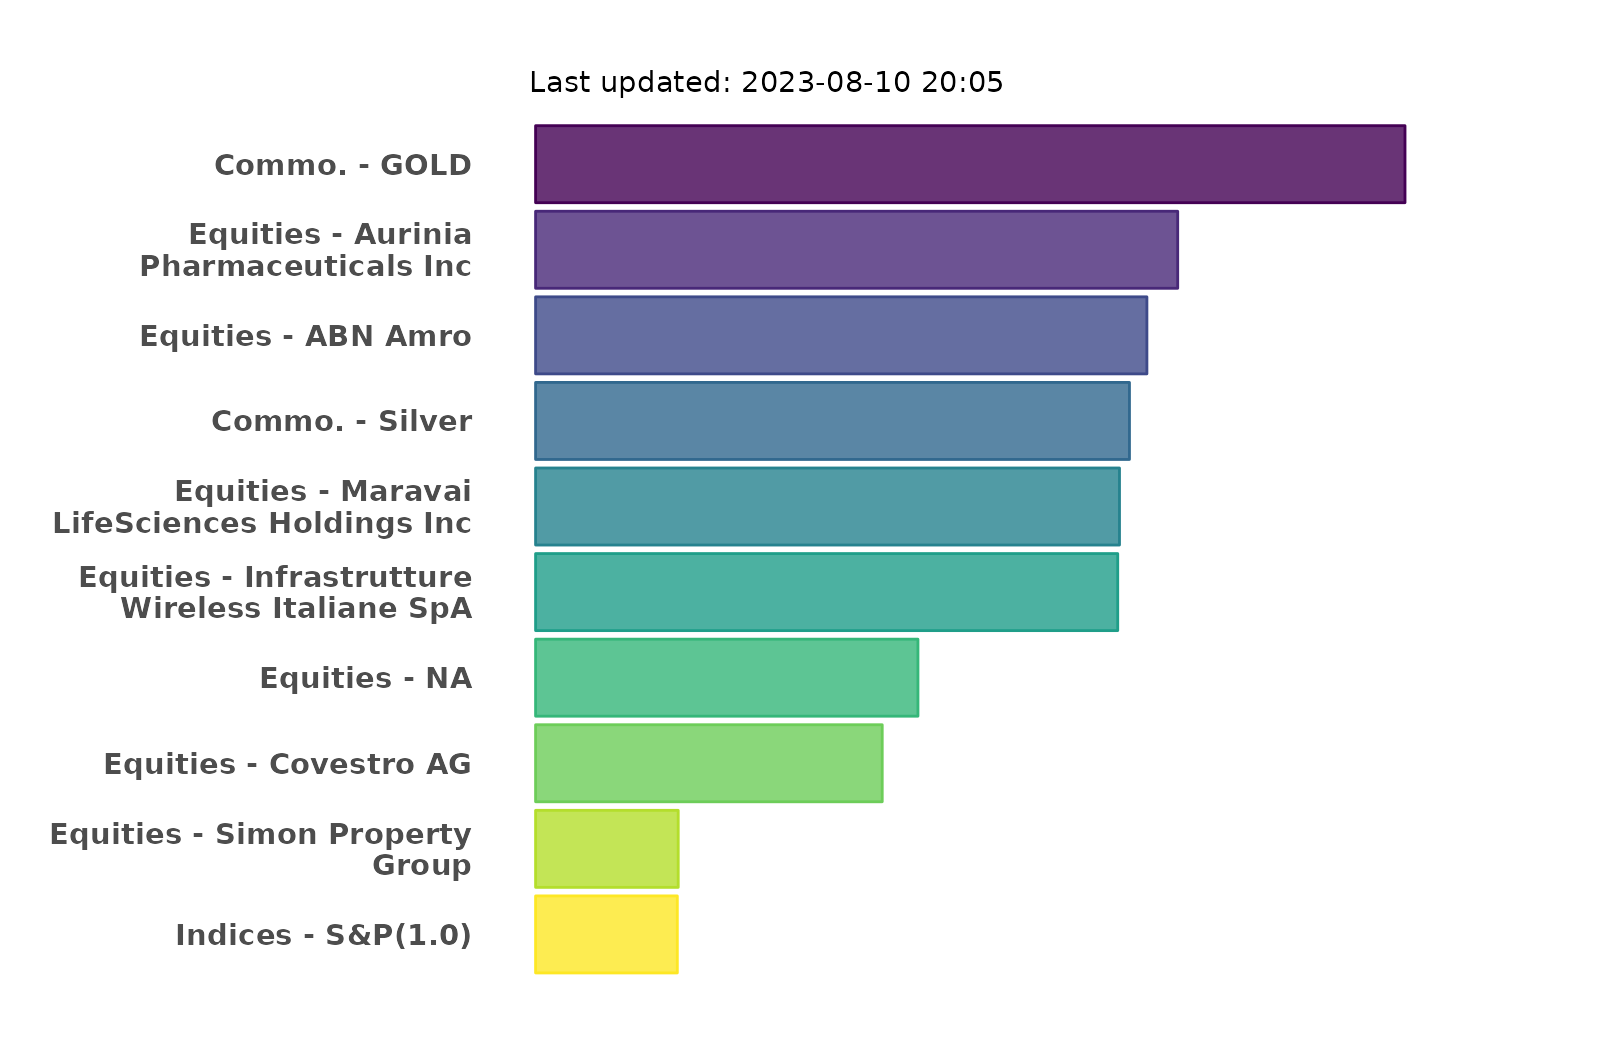 Last updated: 2023-08-10 20:05
Commo. - GOLD
Equities - Aurinia
Pharmaceuticals Inc
Equities - ABN Amro
Commo. - Silver
Equities - Maravai
LifeSciences Holdings Inc
Equities - Infrastrutture
Wireless Italiane SpA
Equities - NA
Equities - Covestro AG
Equities - Simon Property
Group
Indices - S&P(1.0)